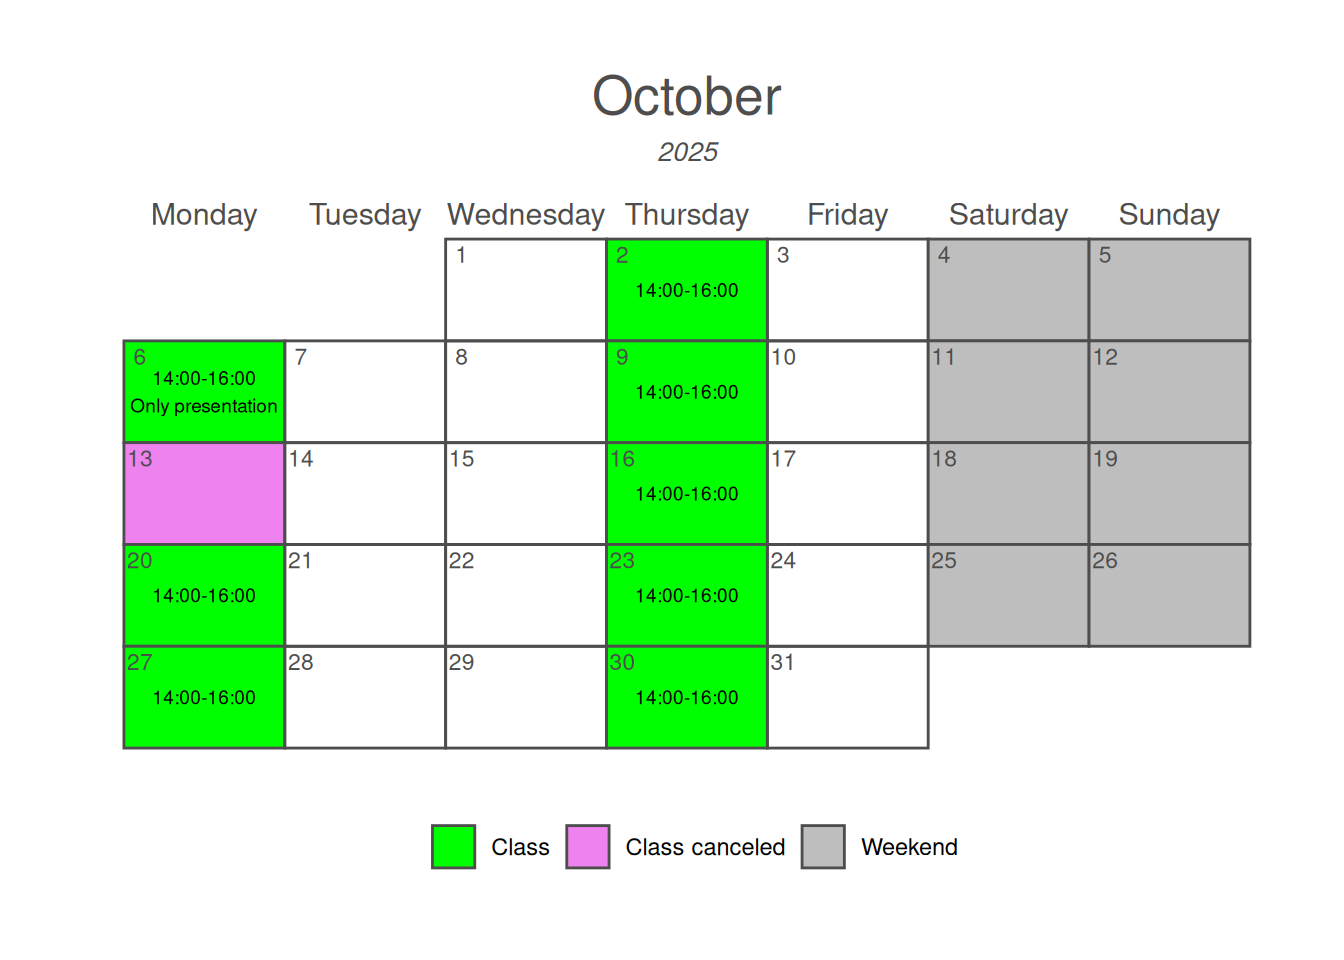 October
2025
Monday Tuesday Wednesday Thursday Friday Saturday Sunday
1 2 3 4 5
14:00-16:00
6 7 8 9 10 11 12
14:00-16:00 14:00-16:00
Only presentation
13 14 15 16 17 18 19
14:00-16:00
20 21 22 23 24 25 26
14:00-16:00 14:00-16:00
27 28 29 30 31
14:00-16:00 14:00-16:00
Class Class canceled Weekend